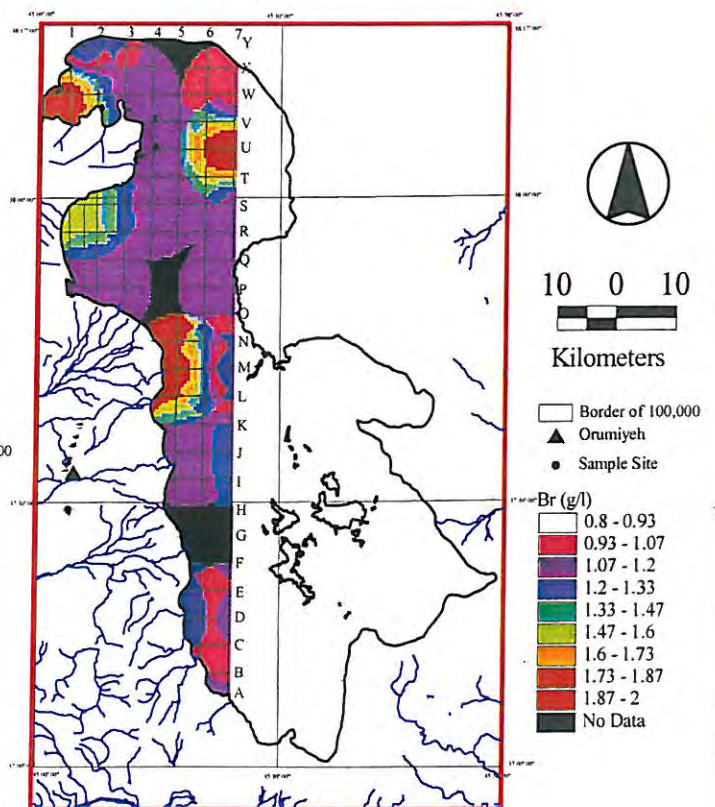 1 2 3 4 5 6 7
Y
X
W
V
U
T
S
R
Q
P
O
N
M
L
K
J
I
H
G
F
E
D
C
B
A
00
10 0 10
Kilometers
Border of 100,000
Orumiyeh
Sample Site
Br (g/l)
0.8 - 0.93
0.93 - 1.07
1.07 - 1.2
1.2 - 1.33
1.33 - 1.47
1.47 - 1.6
1.6 - 1.73
1.73 - 1.87
1.87 - 2
No Data